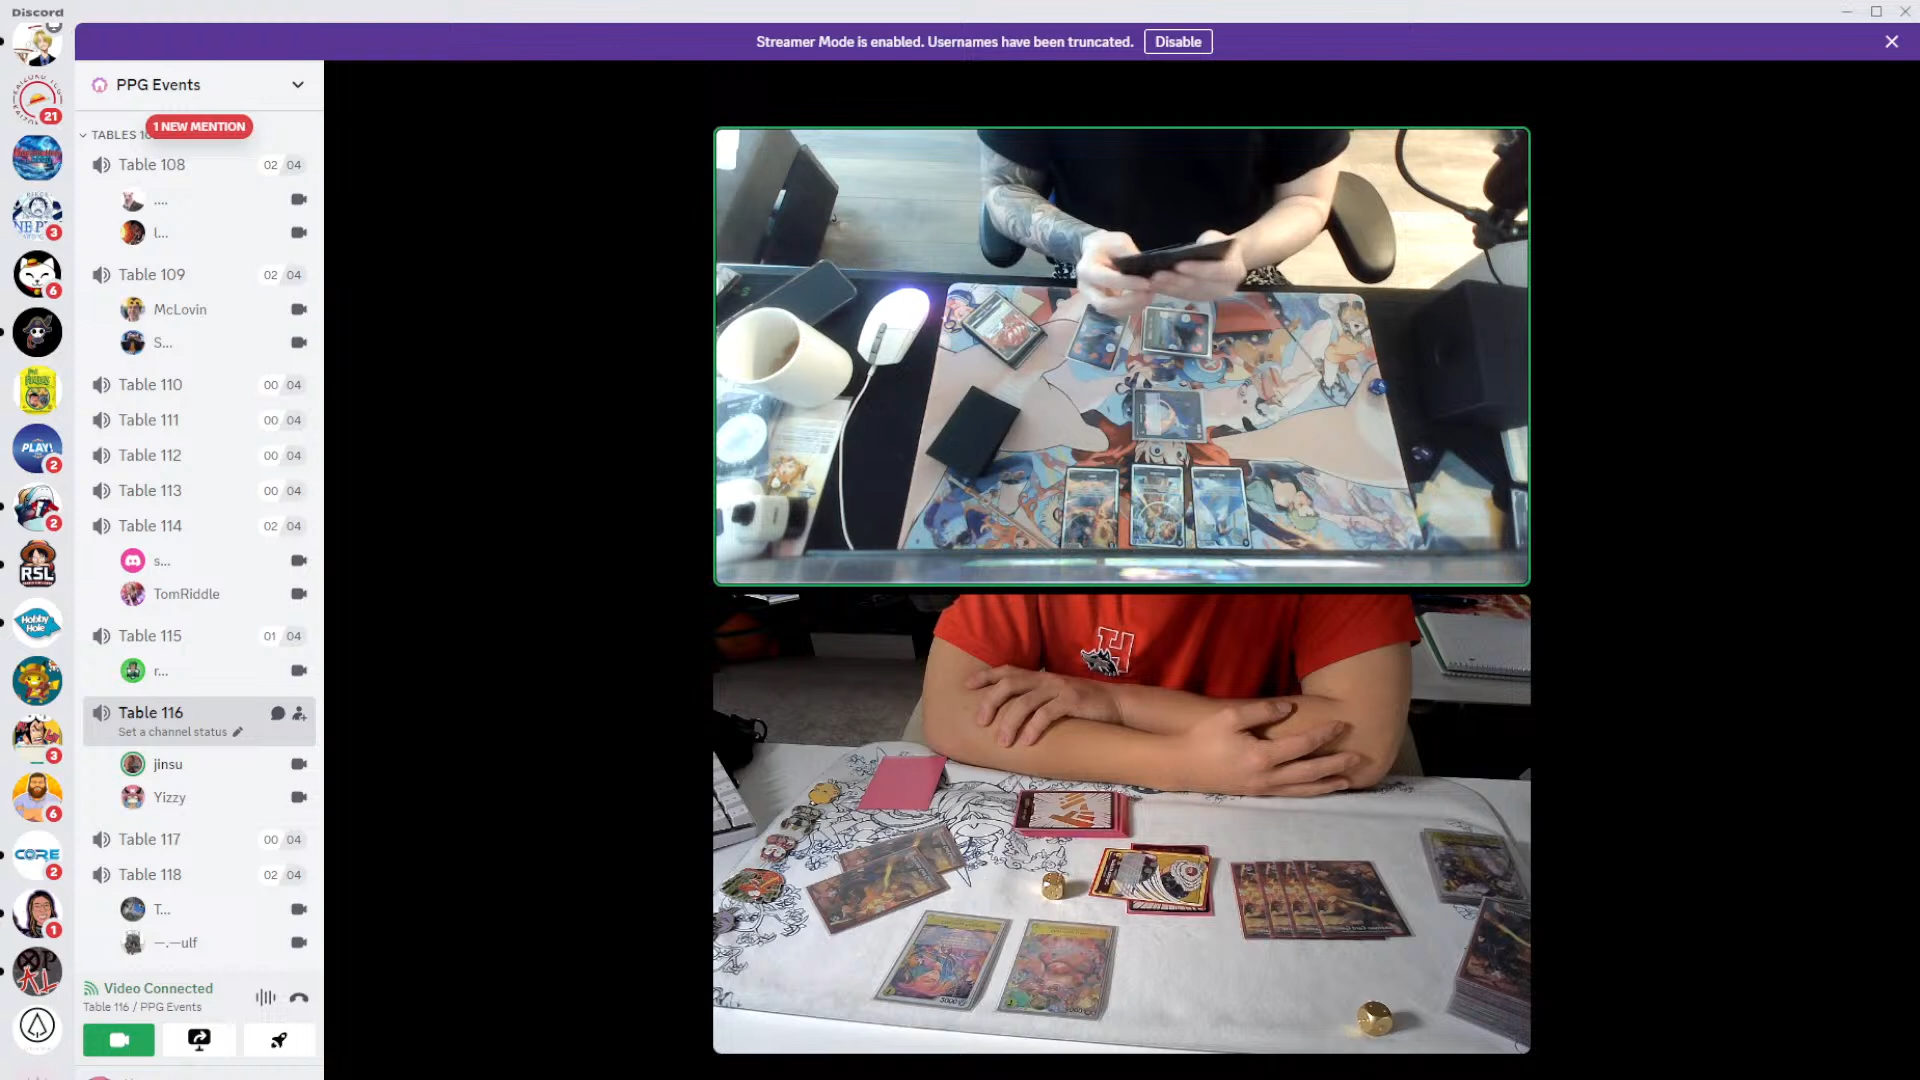 Discord
Streamer Mode is enabled. Usernames have been truncated.
Disable
PPG Events
1 NEW MENTION
TABLES 10
Table 108
02 04
....
l...
Table 109
02 04
McLovin
S...
Table 110
00 04
Table 111
00 04
Table 112
00 04
Table 113
00 04
Table 114
02 04
s...
TomRiddle
Table 115
01 04
r...
Table 116
Set a channel status
jinsu
Yizzy
Table 117
00 04
Table 118
02 04
T...
—.—ulf
Video Connected
Table 116 / PPG Events
21
3
6
PLAY!
2
2
RSL
Hobby
Hole
3
6
CORE
2
1
H
5000